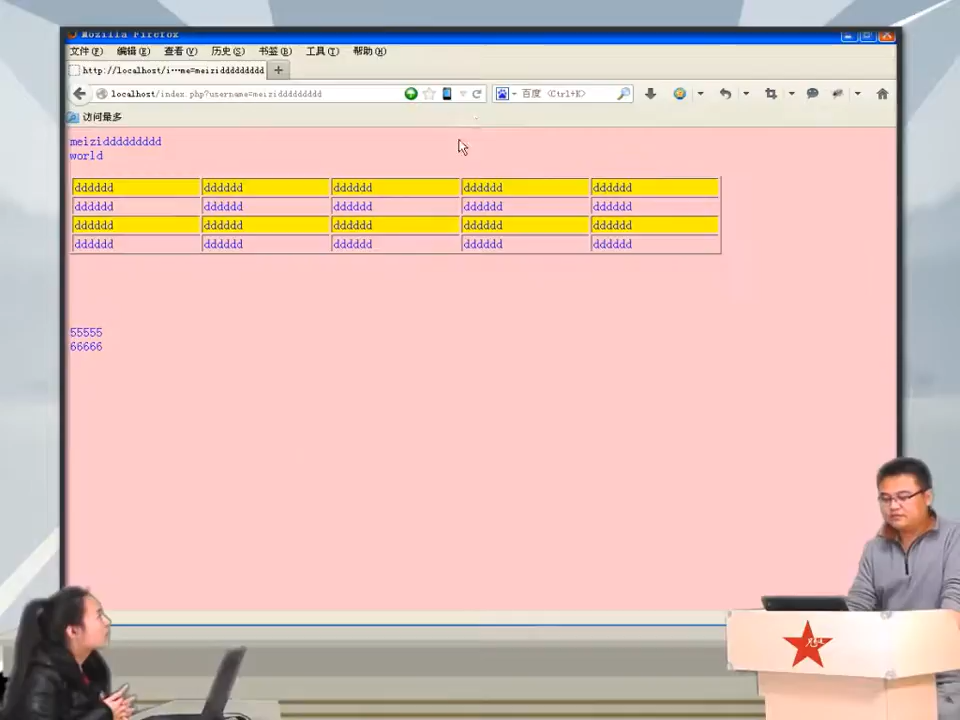 Mozilla Firefox
文件(F) 编辑(E) 查看(V) 历史(S) 书签(B) 工具(T) 帮助(H)
http://localhost/i…me=meizidddddddddd
localhost/index.php?username=meizidddddddddd 百度 <Ctrl+K>
访问最多
meizidddddddddd
world
dddddd dddddd dddddd dddddd dddddd
dddddd dddddd dddddd dddddd dddddd
dddddd dddddd dddddd dddddd dddddd
dddddd dddddd dddddd dddddd dddddd
55555
66666